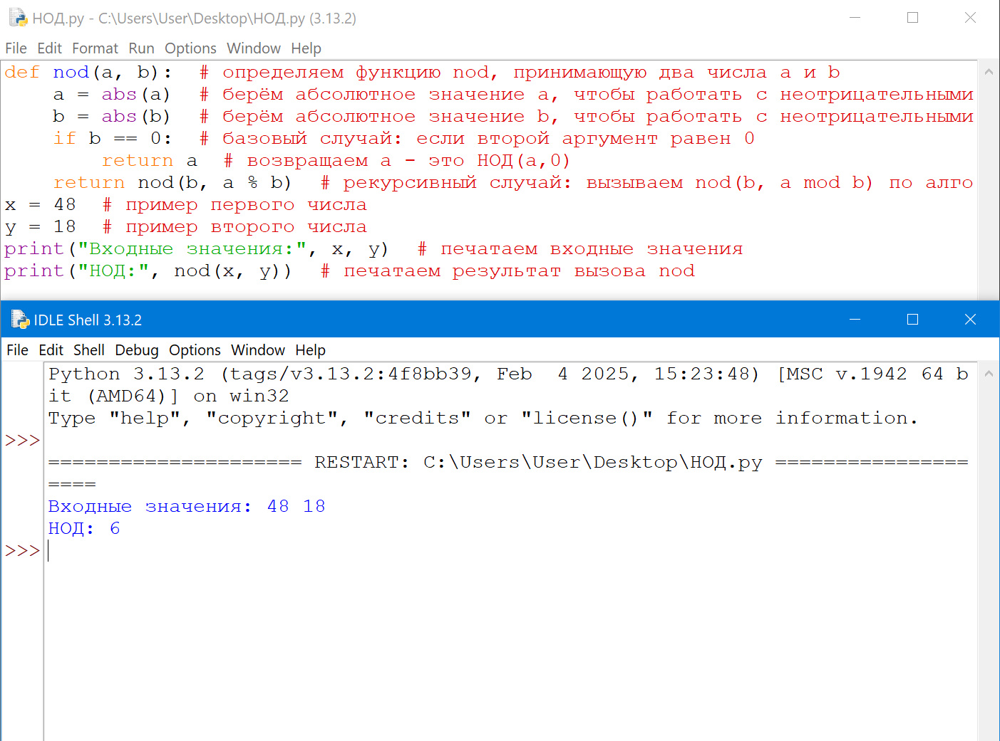 НОД.py - C:\Users\User\Desktop\НОД.py (3.13.2)
File Edit Format Run Options Window Help
def nod(a, b):  # определяем функцию nod, принимающую два числа a и b
    a = abs(a)  # берём абсолютное значение a, чтобы работать с неотрицательными
    b = abs(b)  # берём абсолютное значение b, чтобы работать с неотрицательными
    if b == 0:  # базовый случай: если второй аргумент равен 0
        return a  # возвращаем a - это НОД(a,0)
    return nod(b, a % b)  # рекурсивный случай: вызываем nod(b, a mod b) по алго
x = 48  # пример первого числа
y = 18  # пример второго числа
print("Входные значения:", x, y)  # печатаем входные значения
print("НОД:", nod(x, y))  # печатаем результат вызова nod
IDLE Shell 3.13.2
File Edit Shell Debug Options Window Help
Python 3.13.2 (tags/v3.13.2:4f8bb39, Feb  4 2025, 15:23:48) [MSC v.1942 64 b
it (AMD64)] on win32
Type "help", "copyright", "credits" or "license()" for more information.
>>>
===================== RESTART: C:\Users\User\Desktop\НОД.py ================
====
Входные значения: 48 18
НОД: 6
>>>